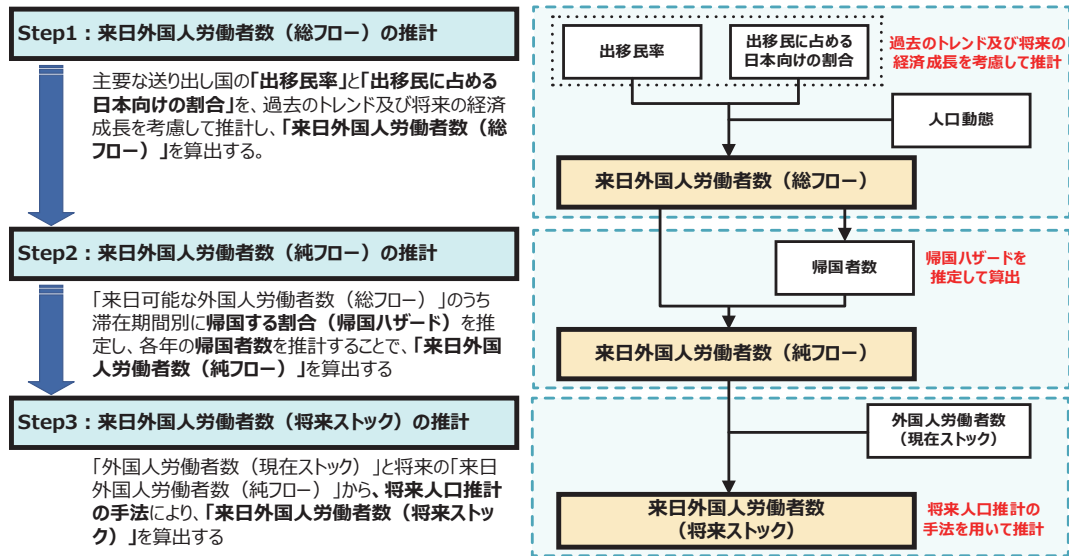 Step1：来日外国人労働者数（総フロー）の推計
主要な送り出し国の「出移民率」と「出移民に占める
日本向けの割合」を、過去のトレンド及び将来の経済
成長を考慮して推計し、「来日外国人労働者数（総
フロー）」を算出する。
Step2：来日外国人労働者数（純フロー）の推計
「来日可能な外国人労働者数（総フロー）」のうち
滞在期間別に帰国する割合（帰国ハザード）を推
定し、各年の帰国者数を推計することで、「来日外国
人労働者数（純フロー）」を算出する
Step3：来日外国人労働者数（将来ストック）の推計
「外国人労働者数（現在ストック）」と将来の「来日
外国人労働者数（純フロー）」から、将来人口推計
の手法により、「来日外国人労働者数（将来ストッ
ク）」を算出する
出移民率
出移民に占める
日本向けの割合
過去のトレンド及び将来の
経済成長を考慮して推計
人口動態
来日外国人労働者数（総フロー）
帰国者数
帰国ハザードを
推定して算出
来日外国人労働者数（純フロー）
外国人労働者数
（現在ストック）
来日外国人労働者数
（将来ストック）
将来人口推計の
手法を用いて推計